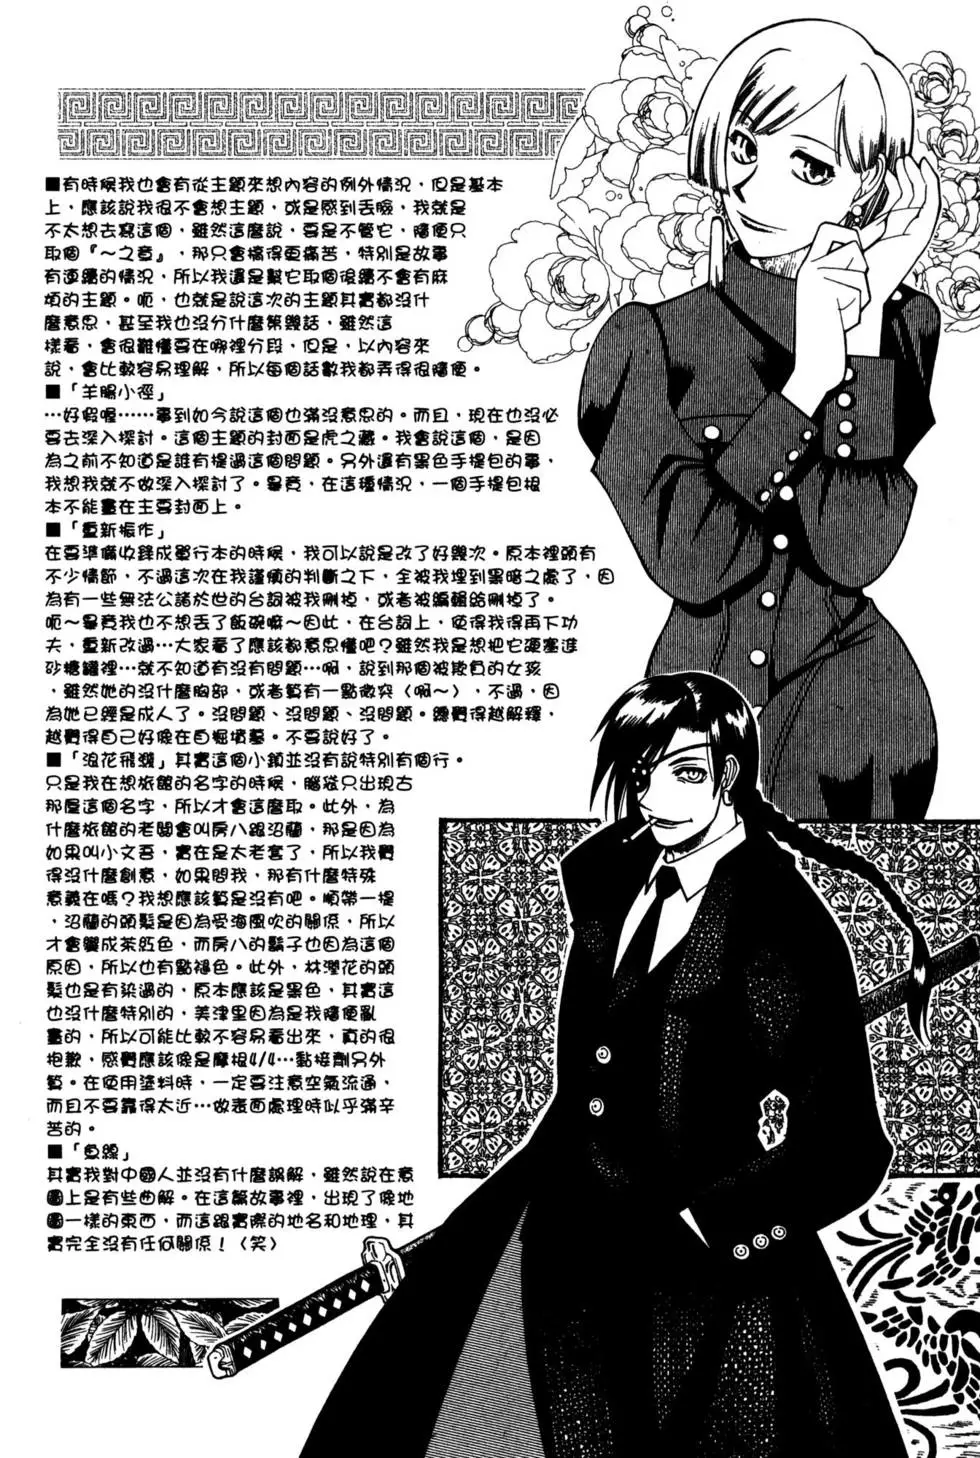 ■有時候我也會有從主題來想內容的例外情況，但是基本
上，應該說我很不會想主題，或是感到丟臉，我就是
不太想去寫這個，雖然這麼說，要是不管它，隨便只
取個『～之章』，那只會搞得更痛苦，特別是故事
有連續的情況，所以我還是幫它取個後續不會有麻
煩的主題。呃，也就是說這次的主題其實都沒什
麼意思，甚至我也沒分什麼第幾話，雖然這
樣看，會很難懂要在哪裡分段，但是，以內容來
說，會比較容易理解，所以每個話數我都弄得很隨便。
■「羊腸小徑」
…好假喔……事到如今說這個也滿沒意思的。而且，現在也沒必
要去深入探討。這個主題的封面是虎之藏。我會說這個，是因
為之前不知道是誰有提過這個問題。另外還有黑色手提包的事，
我想我就不做深入探討了。畢竟，在這種情況，一個手提包根
本不能畫在主要封面上。
■「重新振作」
在要準備收錄成單行本的時候，我可以說是改了好幾次。原本裡頭有
不少情節，不過這次在我謹慎的判斷之下，全被我埋到黑暗之處了，因
為有一些無法公諸於世的台詞被我刪掉，或者被編輯給刪掉了。
呃～畢竟我也不想丟了飯碗嘛～因此，在台詞上，使得我得再下功
夫，重新改過…大家看了應該都意思懂吧？雖然我是想把它硬塞進
砂糖罐裡…就不知道有沒有問題…啊，說到那個被欺負的女孩
，雖然她的沒什麼胸部，或者算有一點微突（啊～），不過，因
為她已經是成人了。沒問題、沒問題、沒問題。總覺得越解釋，
越覺得自己好像在自掘墳墓。不要說好了。
■「浪花飛濺」其實這個小鎮並沒有說特別有個行。
只是我在想旅館的名字的時候，腦袋只出現古
那屋這個名字，所以才會這麼取。此外，為
什麼旅館的老闆會叫房八跟沼蘭，那是因為
如果叫小文吾，實在是太老套了，所以我覺
得沒什麼創意，如果問我，那有什麼特殊
意義在嗎？我想應該算是沒有吧。順帶一提
，沼蘭的頭髮是因為受海風吹的關係，所以
才會變成茶紅色，而房八的鬍子也因為這個
原因，所以也有點褪色。此外，林潤花的頭
髮也是有染過的，原本應該是黑色，其實這
也沒什麼特別的，美津里因為是我隨便亂
畫的，所以可能比較不容易看出來，真的很
抱歉，感覺應該像是摩根4/4…黏接劑另外
算。在使用塗料時，一定要注意空氣流通，
而且不要靠得太近…做表面處理時似乎滿辛
苦的。
■「魚線」
其實我對中國人並沒有什麼誤解，雖然說在意
圖上是有些曲解。在這篇故事裡，出現了像地
圖一樣的東西，而這跟實際的地名和地理，其
實完全沒有任何關係！（笑）